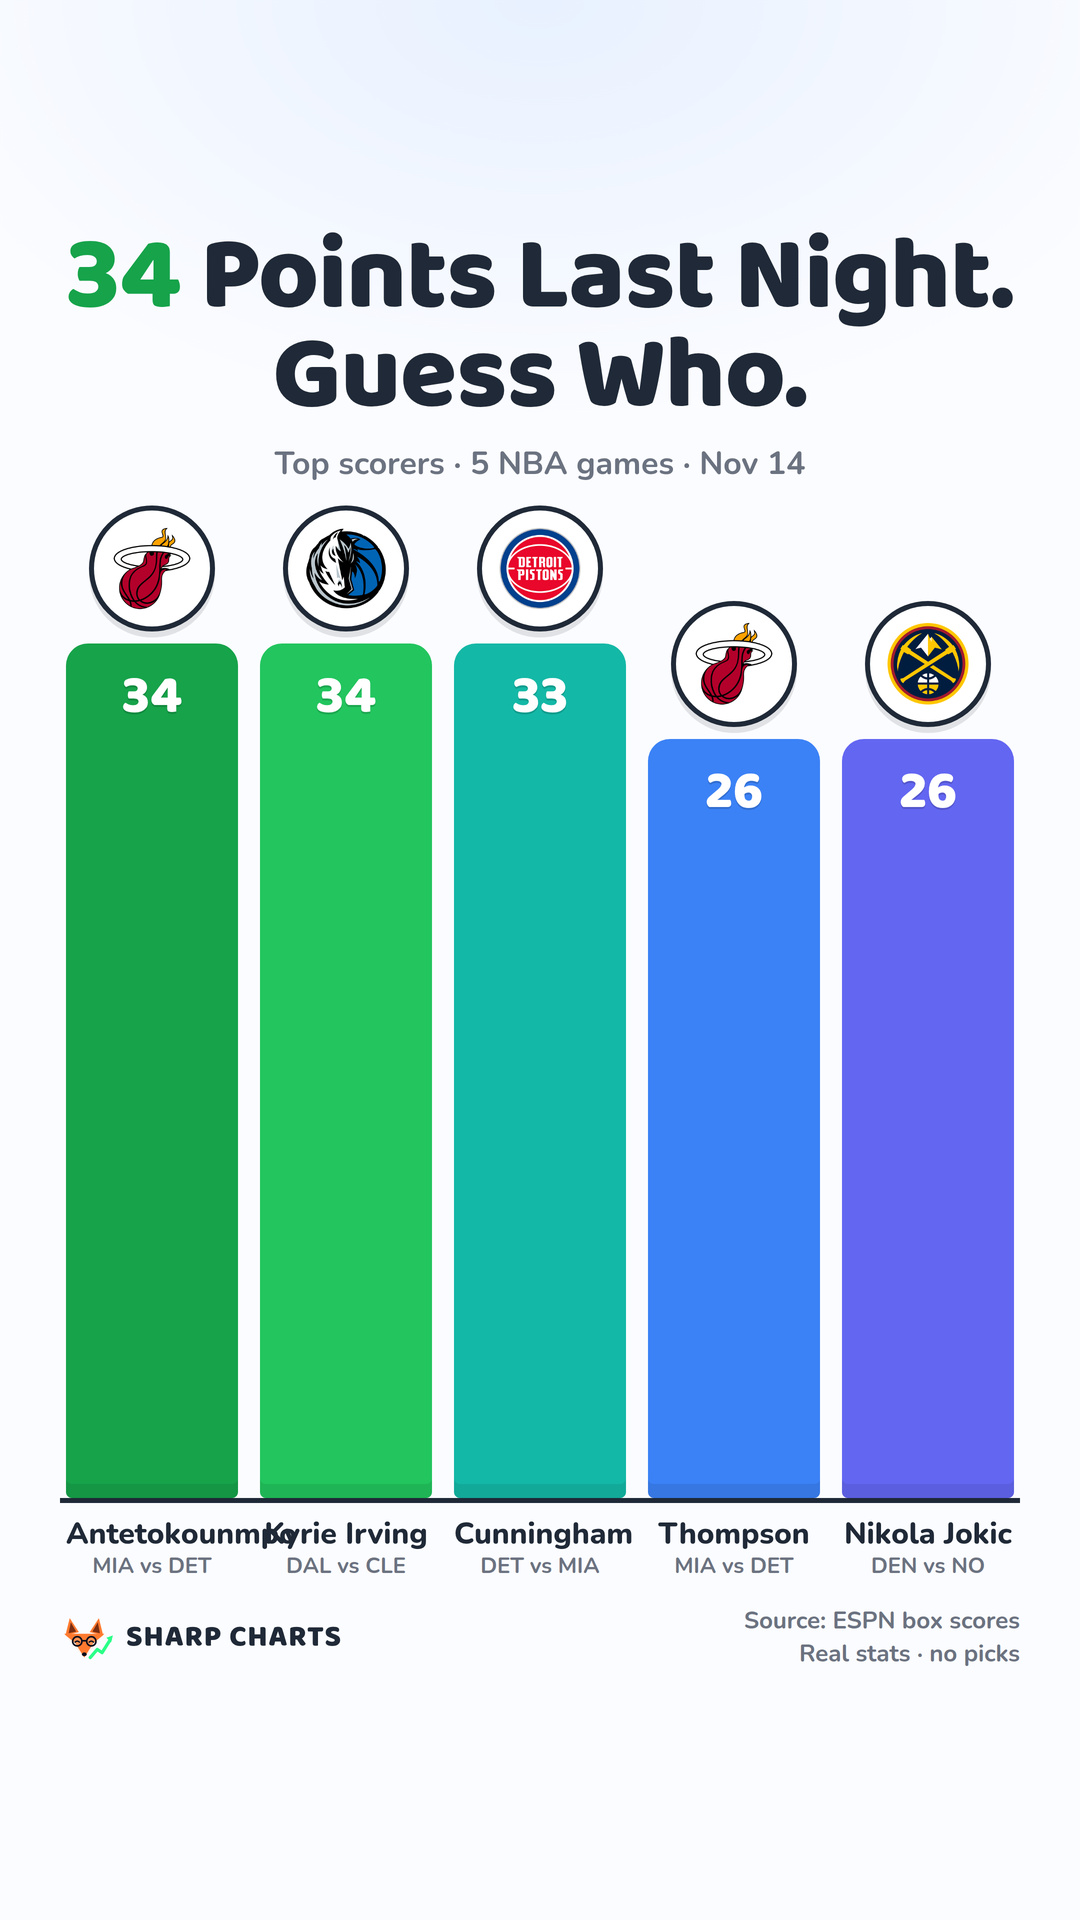 34 Points Last Night.
Guess Who.
Top scorers · 5 NBA games · Nov 14
DETROIT
PISTONS
34
34
33
26
26
Antetokounmpo
Kyrie Irving
Cunningham
Thompson
Nikola Jokic
MIA vs DET
DAL vs CLE
DET vs MIA
MIA vs DET
DEN vs NO
SHARP CHARTS
Source: ESPN box scores
Real stats · no picks